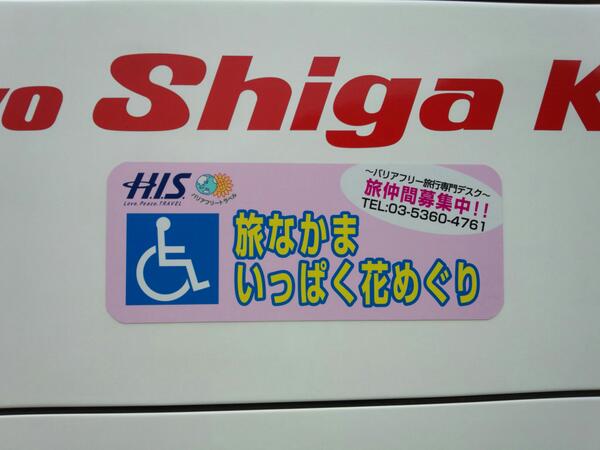 yo Shiga K
H.I.S.
Love. Peace. TRAVEL
バリアフリートラベル
～バリアフリー旅行専門デスク～
旅仲間募集中!!
TEL:03-5360-4761
旅なかま
いっぱく花めぐり